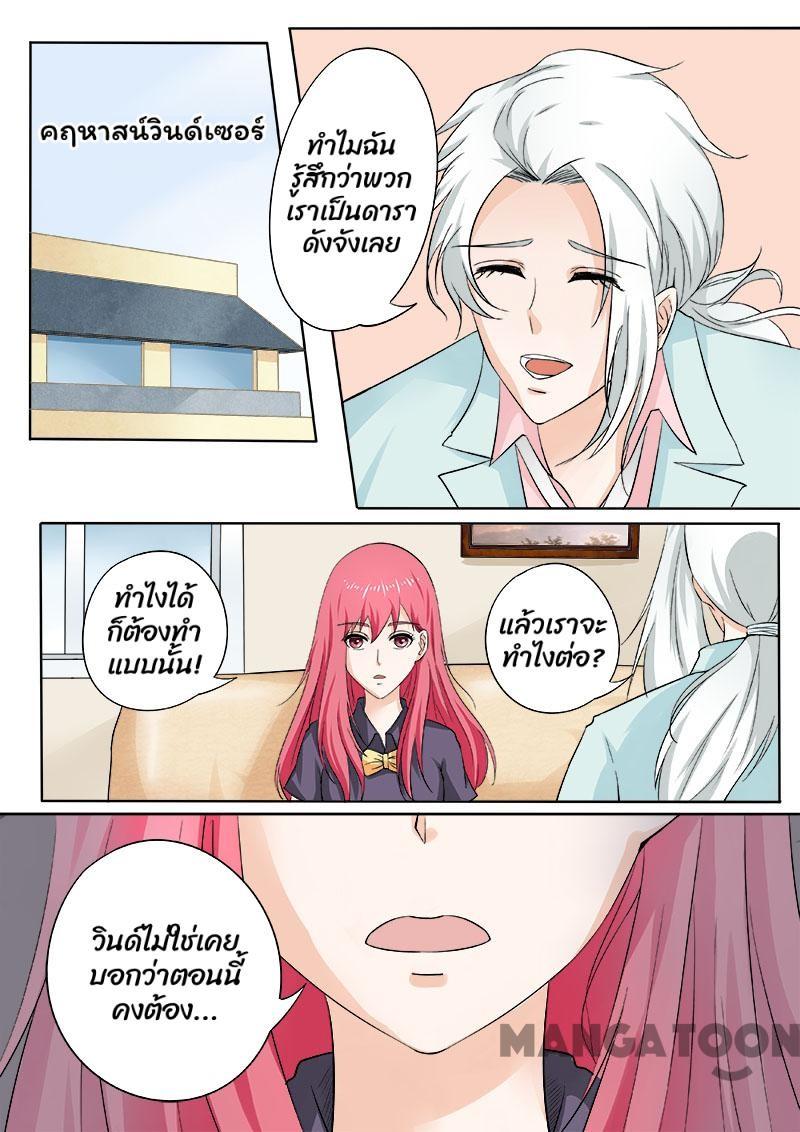 คฤหาสน์วินด์เซอร์
ทำไมฉัน
รู้สึกว่าพวก
เราเป็นดารา
ดังจังเลย
ทำไงได้
ก็ต้องทำ
แบบนั้น!
แล้วเราจะ
ทำไงต่อ?
วินด์ไม่ใช่เคย
บอกว่าตอนนี้
คงต้อง...
MANGATOON